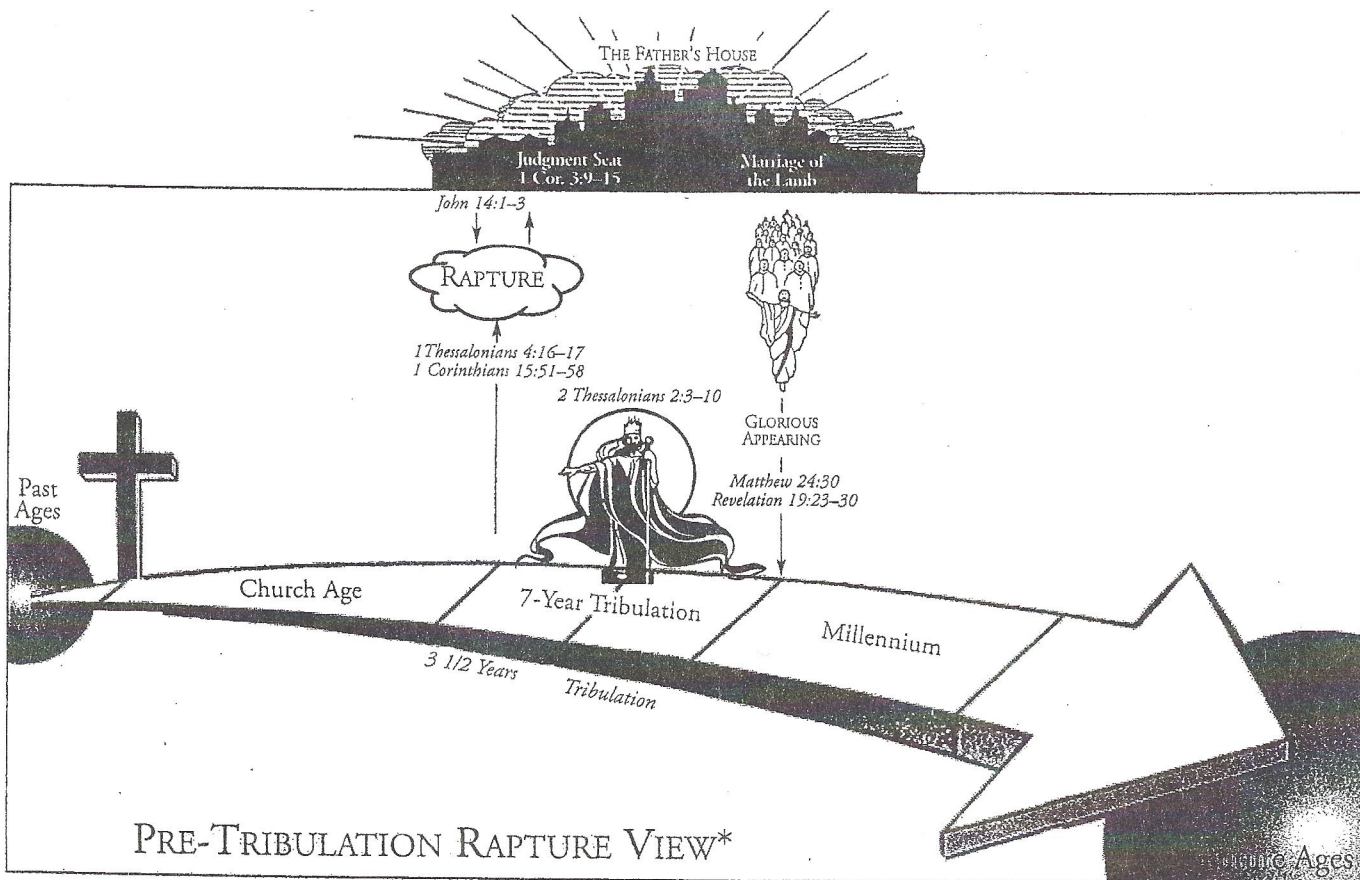 THE FATHER'S HOUSE
Judgment Seat
1 Cor. 3:9–15
Marriage of
the Lamb
John 14:1–3
RAPTURE
1 Thessalonians 4:16–17
1 Corinthians 15:51–58
2 Thessalonians 2:3–10
GLORIOUS
APPEARING
Matthew 24:30
Revelation 19:23–30
Past
Ages
Church Age
7-Year Tribulation
Millennium
3 1/2 Years
Tribulation
PRE-TRIBULATION RAPTURE VIEW*
Future Ages